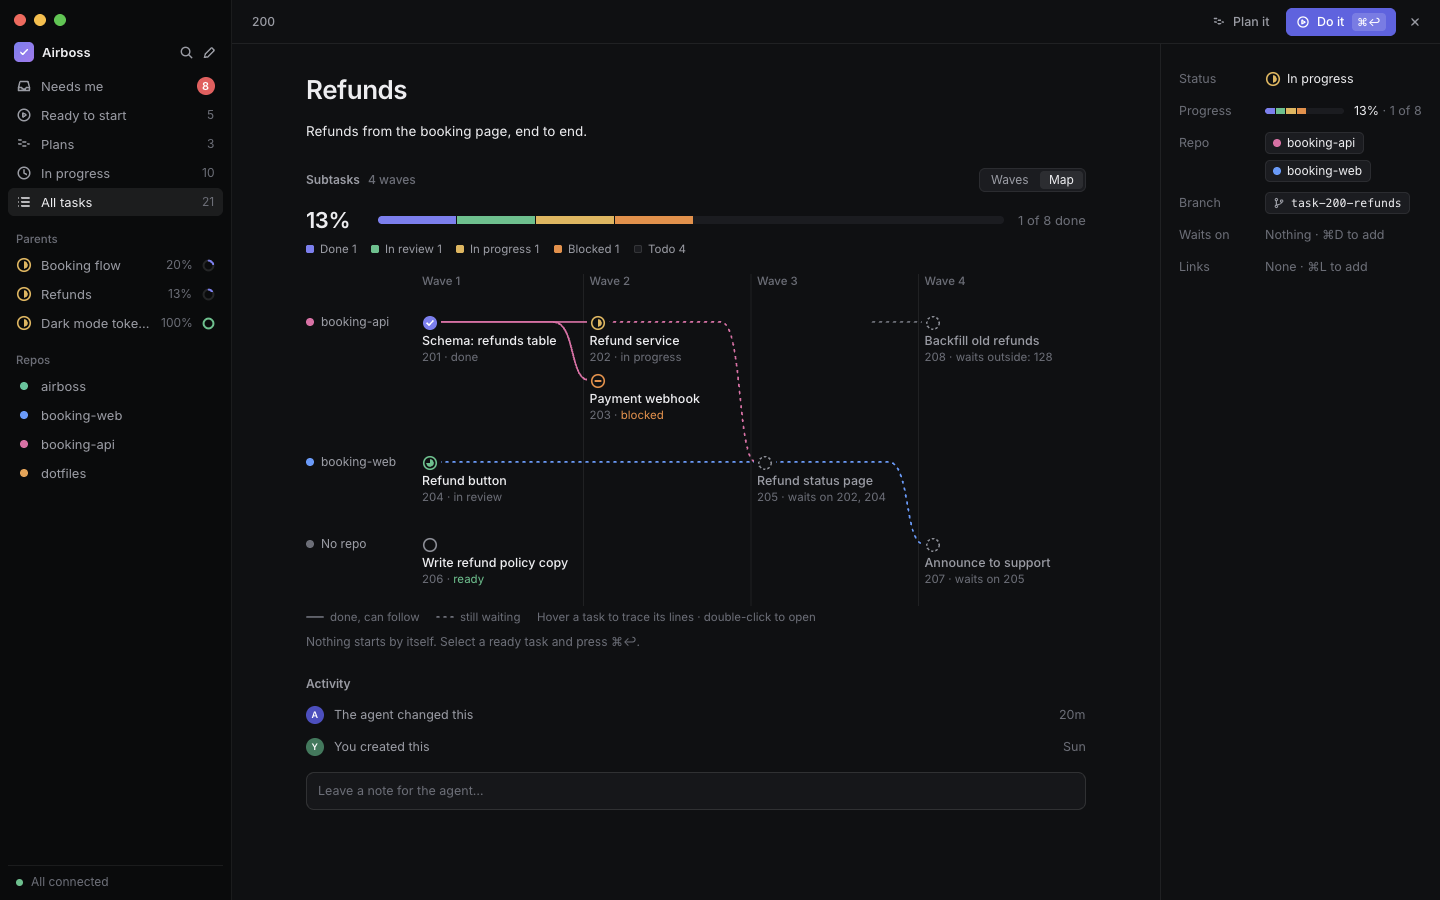 200
Plan it
Do it ⌘↩
Airboss
Needs me 8
Ready to start 5
Plans 3
In progress 10
All tasks 21
Parents
Booking flow 20%
Refunds 13%
Dark mode toke... 100%
Repos
airboss
booking-web
booking-api
dotfiles
All connected
Refunds
Refunds from the booking page, end to end.
Subtasks 4 waves
Waves Map
13% 1 of 8 done
Done 1 In review 1 In progress 1 Blocked 1 Todo 4
Wave 1 Wave 2 Wave 3 Wave 4
booking-api
Schema: refunds table
201 · done
Refund service
202 · in progress
Backfill old refunds
208 · waits outside: 128
Payment webhook
203 · blocked
booking-web
Refund button
204 · in review
Refund status page
205 · waits on 202, 204
No repo
Write refund policy copy
206 · ready
Announce to support
207 · waits on 205
done, can follow still waiting Hover a task to trace its lines · double-click to open
Nothing starts by itself. Select a ready task and press ⌘↩.
Activity
A The agent changed this 20m
Y You created this Sun
Leave a note for the agent...
Status In progress
Progress 13% · 1 of 8
Repo booking-api
booking-web
Branch task-200-refunds
Waits on Nothing · ⌘D to add
Links None · ⌘L to add